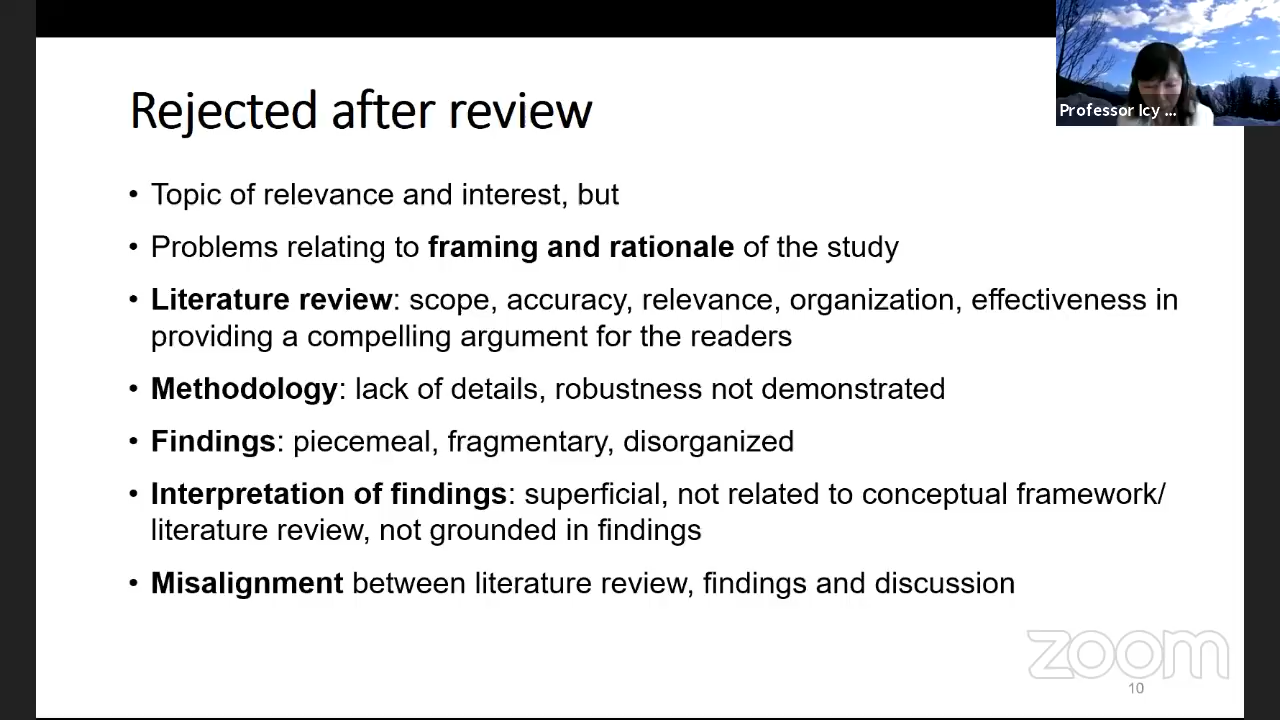 Professor Icy ...
Rejected after review
• Topic of relevance and interest, but
• Problems relating to framing and rationale of the study
• Literature review: scope, accuracy, relevance, organization, effectiveness in
providing a compelling argument for the readers
• Methodology: lack of details, robustness not demonstrated
• Findings: piecemeal, fragmentary, disorganized
• Interpretation of findings: superficial, not related to conceptual framework/
literature review, not grounded in findings
• Misalignment between literature review, findings and discussion
zoom
10